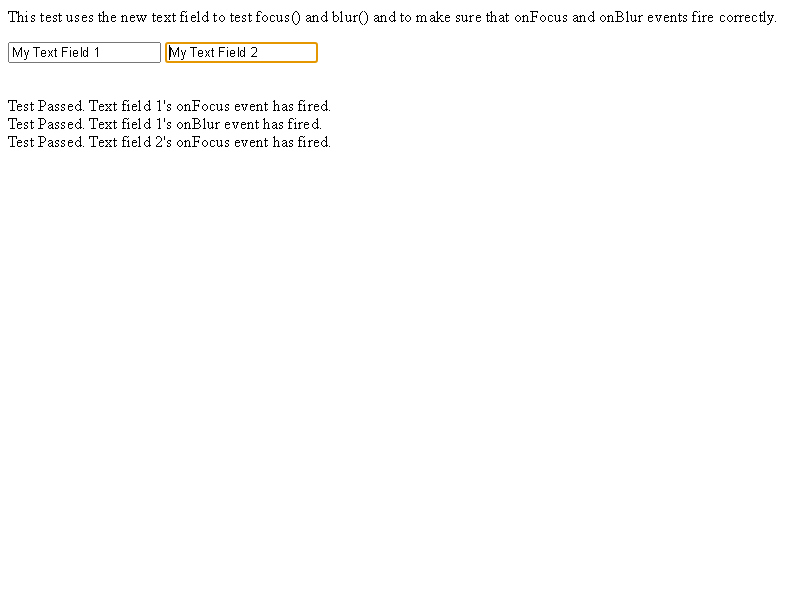 This test uses the new text field to test focus() and blur() and to make sure that onFocus and onBlur events fire correctly.
My Text Field 1 My Text Field 2
Test Passed. Text field 1's onFocus event has fired.
Test Passed. Text field 1's onBlur event has fired.
Test Passed. Text field 2's onFocus event has fired.